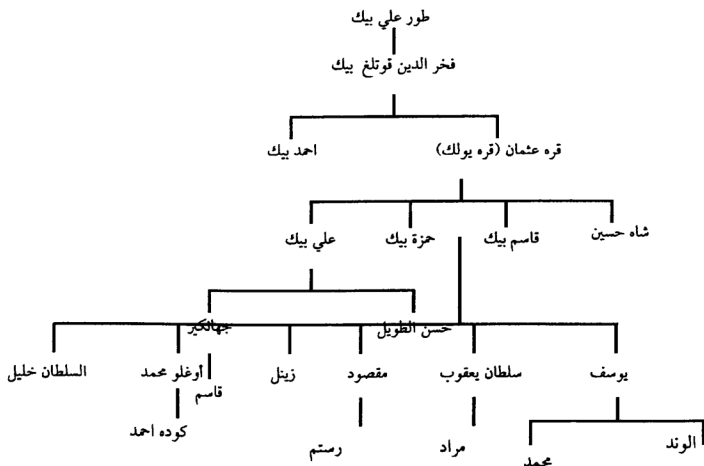 طور علي بيك
فخر الدين قوتلغ بيك
قره عثمان (قره يولك)
احمد بيك
شاه حسين
قاسم بيك
حمزة بيك
علي بيك
حسن الطويل
جهانكير
يوسف
سلطان يعقوب
مقصود
زينل
أوغلو محمد
السلطان خليل
قاسم
الوند
محمد
مراد
رستم
كوده احمد